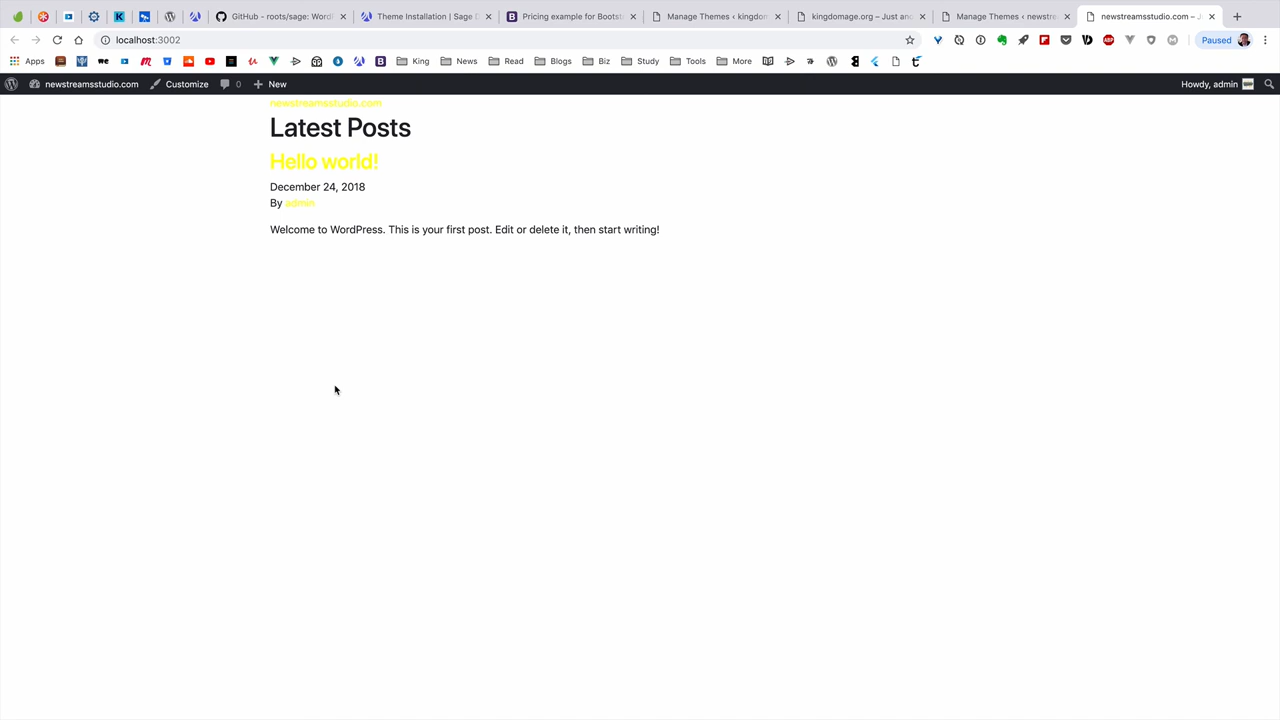 GitHub - roots/sage: WordP
Theme Installation | Sage D
Pricing example for Bootst
Manage Themes ‹ kingdom
kingdomage.org – Just ano
Manage Themes ‹ newstre
newstreamsstudio.com – J
localhost:3002
Paused
Apps
King
News
Read
Blogs
Biz
Study
Tools
More
newstreamsstudio.com
Customize
0
New
Howdy, admin
newstreamsstudio.com
Latest Posts
Hello world!
December 24, 2018
By admin
Welcome to WordPress. This is your first post. Edit or delete it, then start writing!